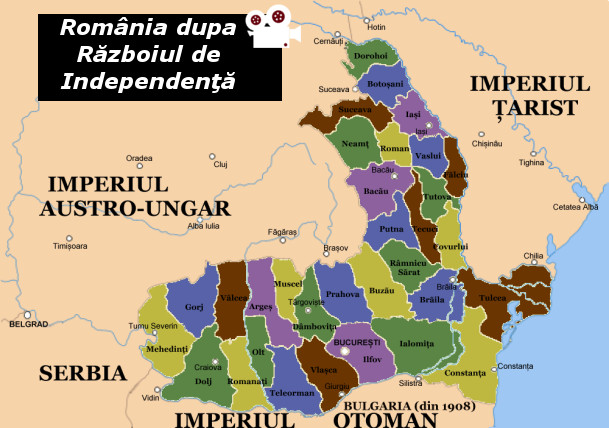 România dupa
Războiul de
Independenţă
Hotin
Cernăuți
Dorohoi
IMPERIUL
ȚARIST
Botoșani
Suceava
Suceava
Iași
Iași
Chișinău
Neamț
Roman
Vaslui
Oradea
Cluj
Tighina
Fălciu
Bacău
Bacău
Tutova
IMPERIUL
AUSTRO-UNGAR
Cetatea Albă
Alba Iulia
Putna
Tecuci
Covurlui
Făgăraș
Timișoara
Brașov
Chilia
Râmnicu
Sărat
Muscel
Brăila
Buzău
Brăila
Tulcea
Gorj
Vâlcea
Argeș
Prahova
Târgoviște
BELGRAD
Turnu Severin
Dâmbovița
Mehedinți
BUCUREȘTI
Ialomița
Olt
Ilfov
Craiova
Vlașca
Constanța
Constanța
SERBIA
Dolj
Romanați
Silistră
Teleorman
Giurgiu
Vidin
BULGARIA (din 1908)
IMPERIUL OTOMAN